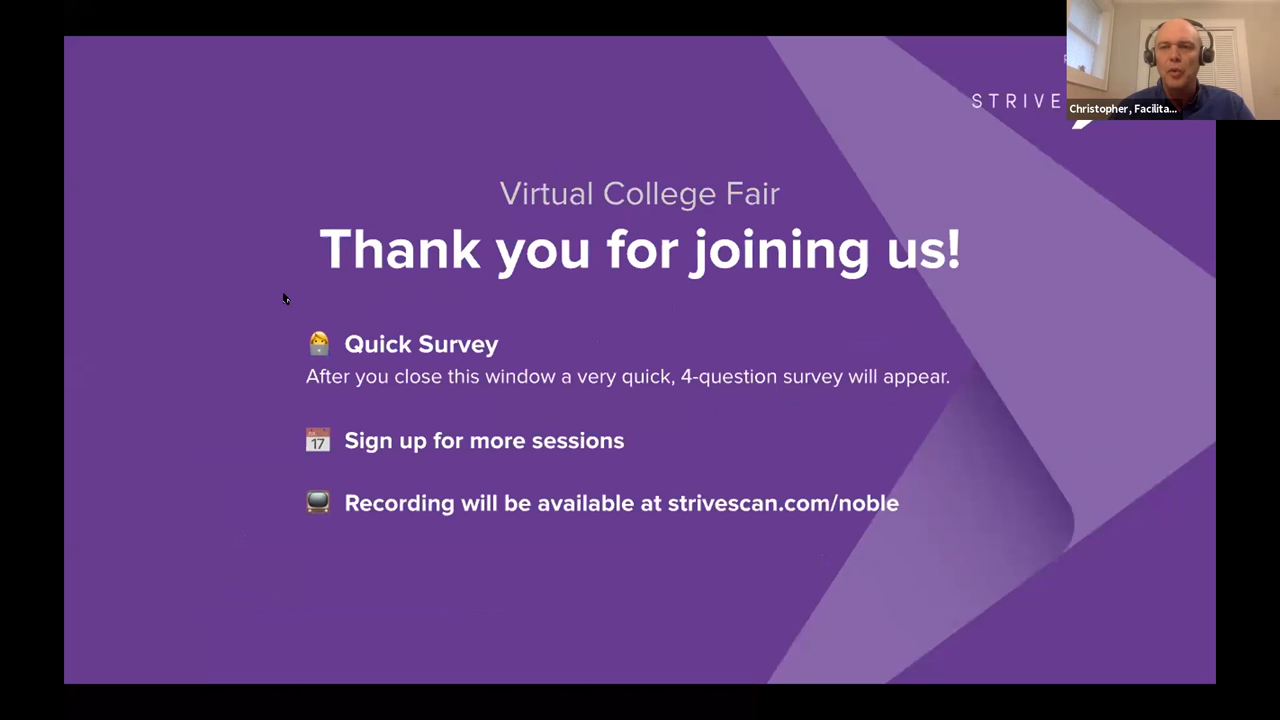 STRIVE
Christopher, Facilita...
Virtual College Fair
Thank you for joining us!
Quick Survey
After you close this window a very quick, 4-question survey will appear.
17
Sign up for more sessions
Recording will be available at strivescan.com/noble